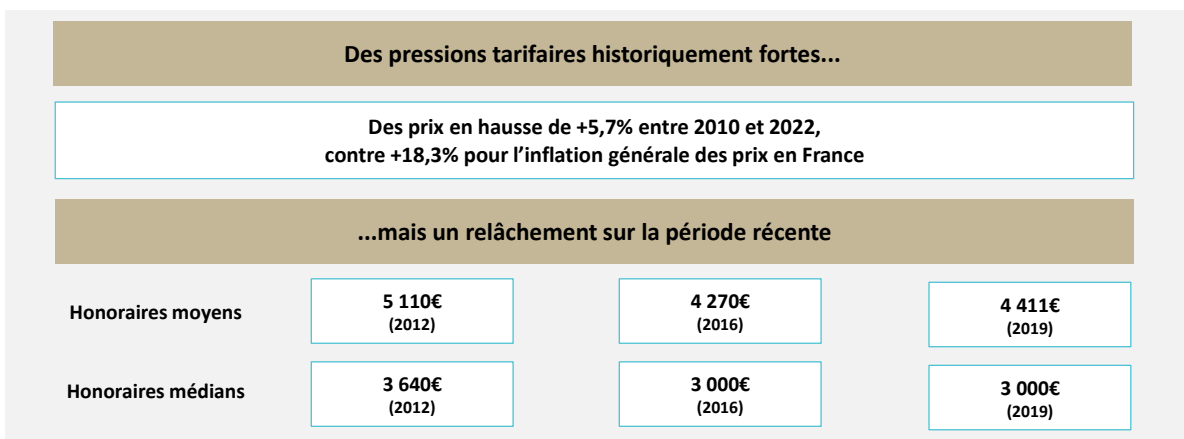 Des pressions tarifaires historiquement fortes...
Des prix en hausse de +5,7% entre 2010 et 2022,
contre +18,3% pour l’inflation générale des prix en France
...mais un relâchement sur la période récente
Honoraires moyens
5 110€
(2012)
4 270€
(2016)
4 411€
(2019)
Honoraires médians
3 640€
(2012)
3 000€
(2016)
3 000€
(2019)